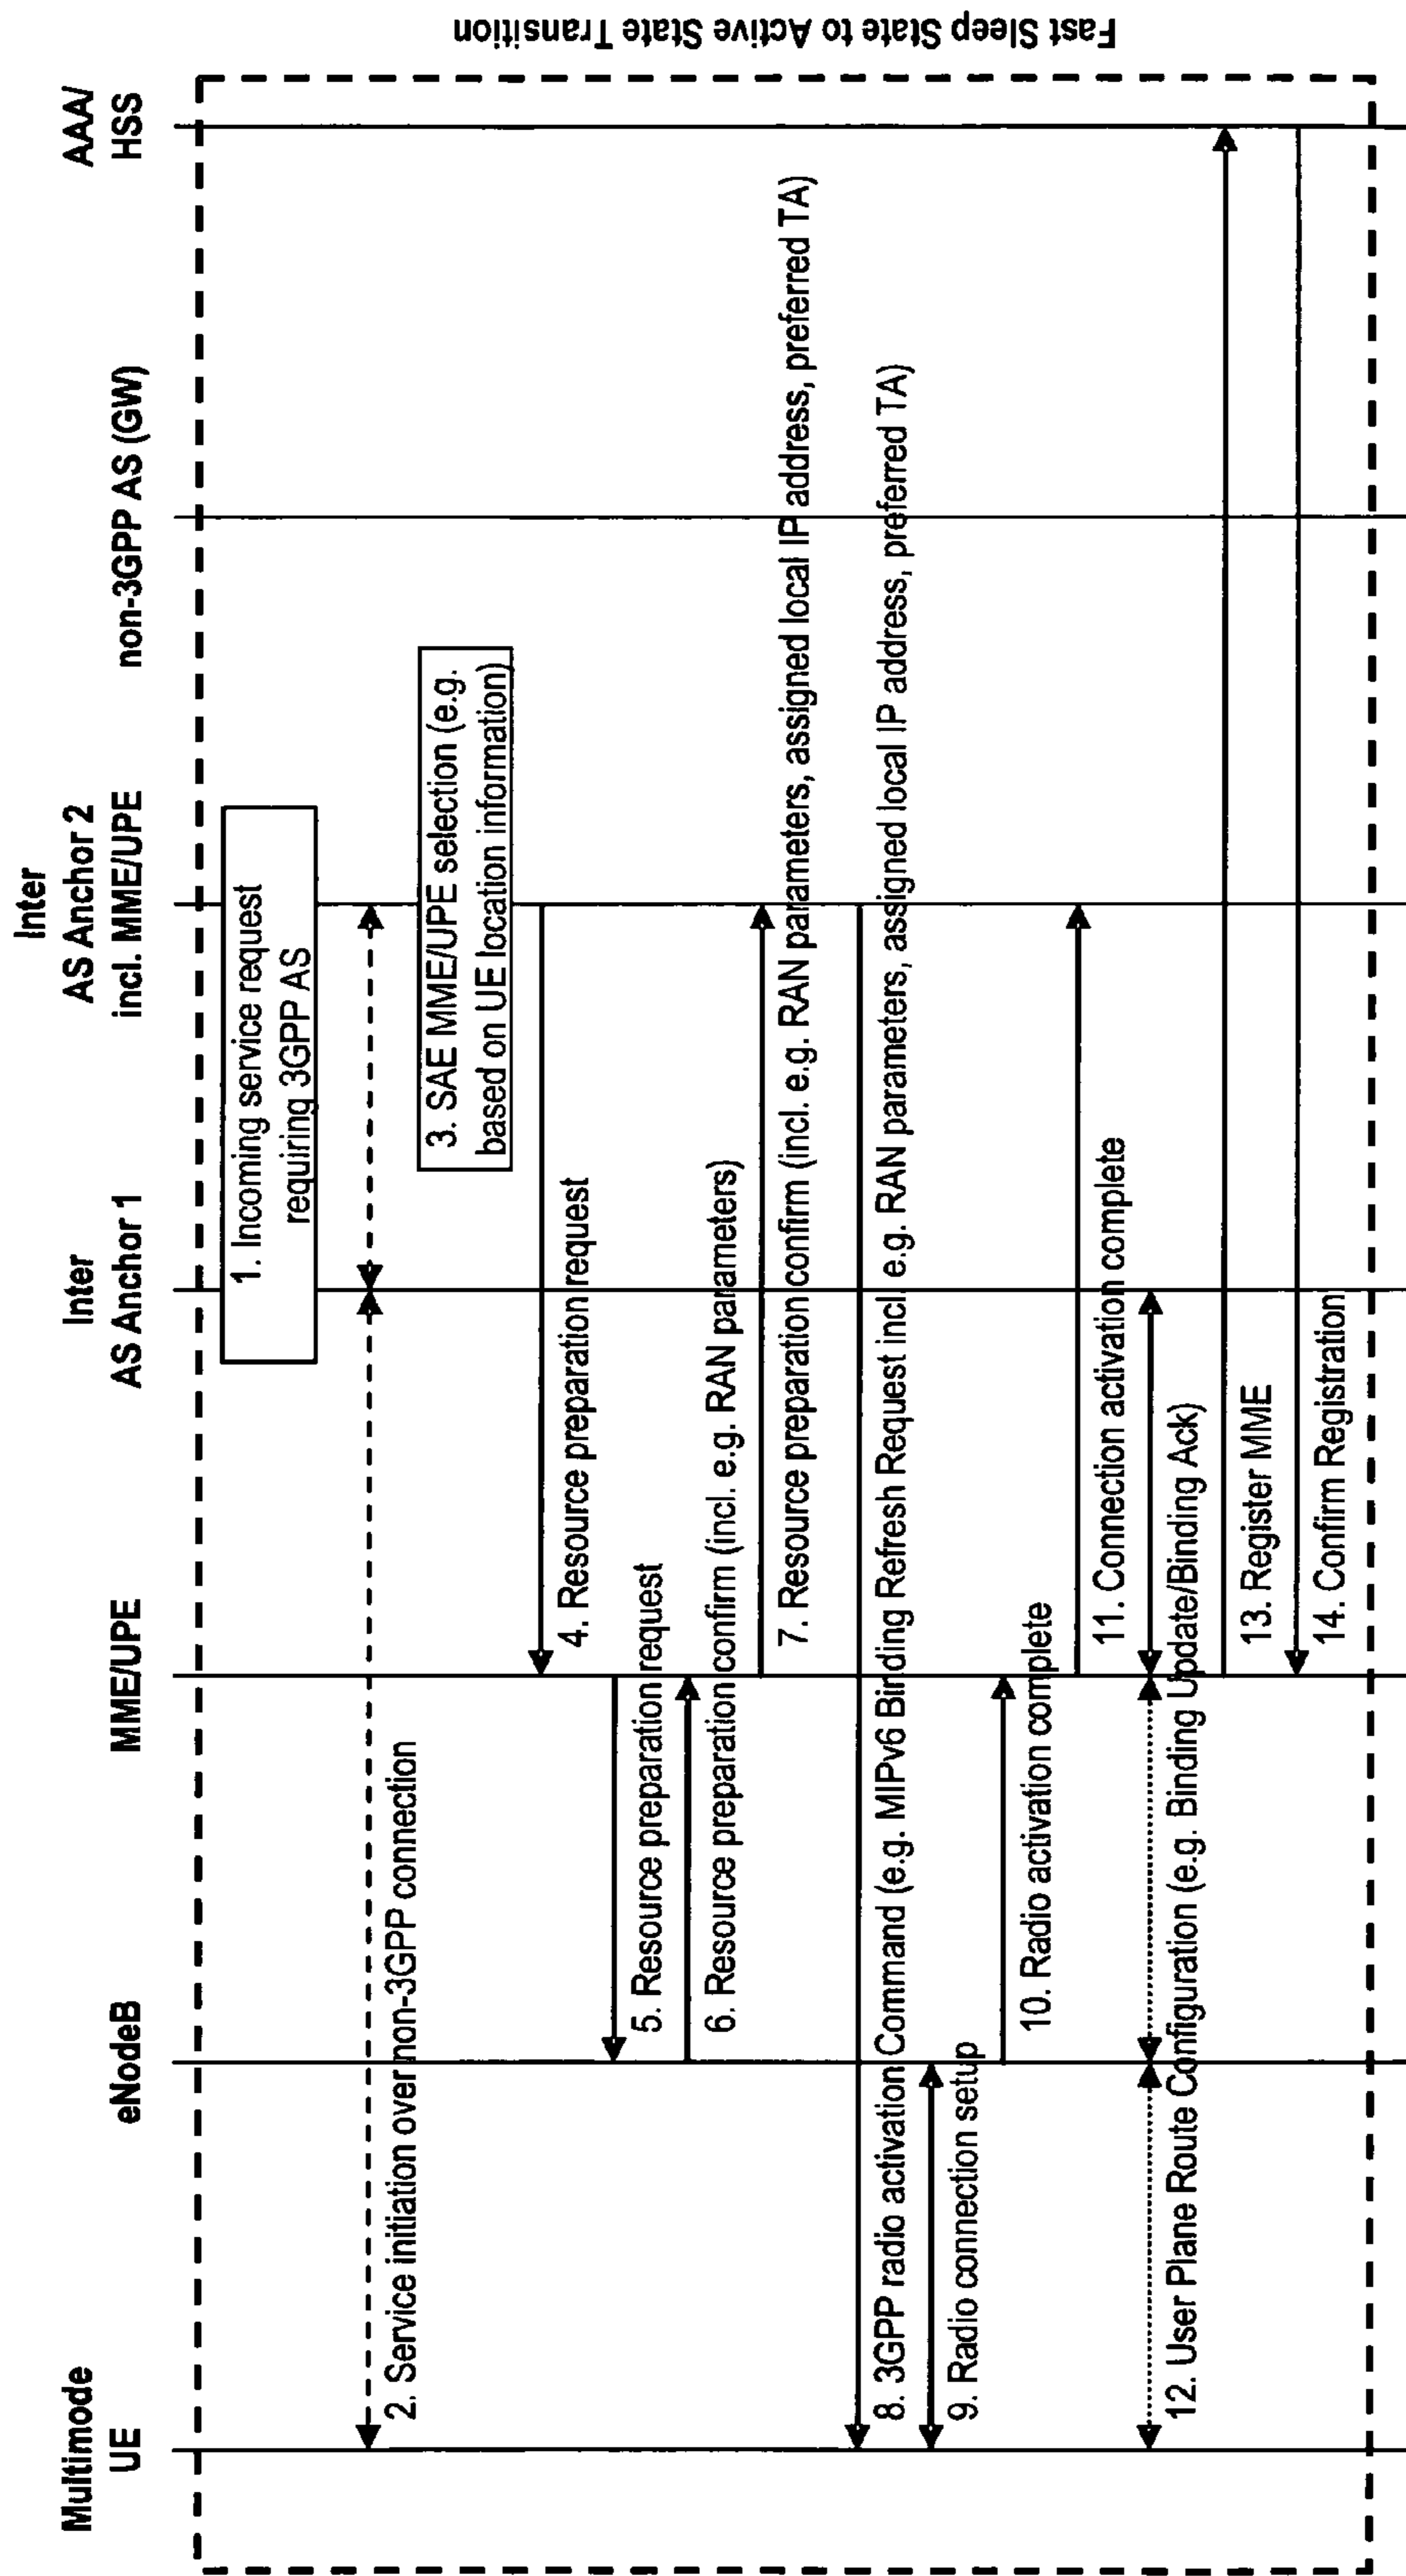 Multimode
UE
eNodeB
MME/UPE
Inter
AS Anchor 1
Inter
AS Anchor 2
incl. MME/UPE
non-3GPP AS (GW)
AAA/
HSS
1. Incoming service request
requiring 3GPP AS
2. Service initiation over non-3GPP connection
3. SAE MME/UPE selection (e.g.
based on UE location information)
4. Resource preparation request
5. Resource preparation request
6. Resource preparation confirm (incl. e.g. RAN parameters)
7. Resource preparation confirm (incl. e.g. RAN parameters, assigned local IP address, preferred TA)
8. 3GPP radio activation Command (e.g. MIPv6 Binding Refresh Request incl. e.g. RAN parameters, assigned local IP address, preferred TA)
9. Radio connection setup
10. Radio activation complete
11. Connection activation complete
12. User Plane Route Configuration (e.g. Binding Update/Binding Ack)
13. Register MME
14. Confirm Registration
Fast Sleep State to Active State Transition